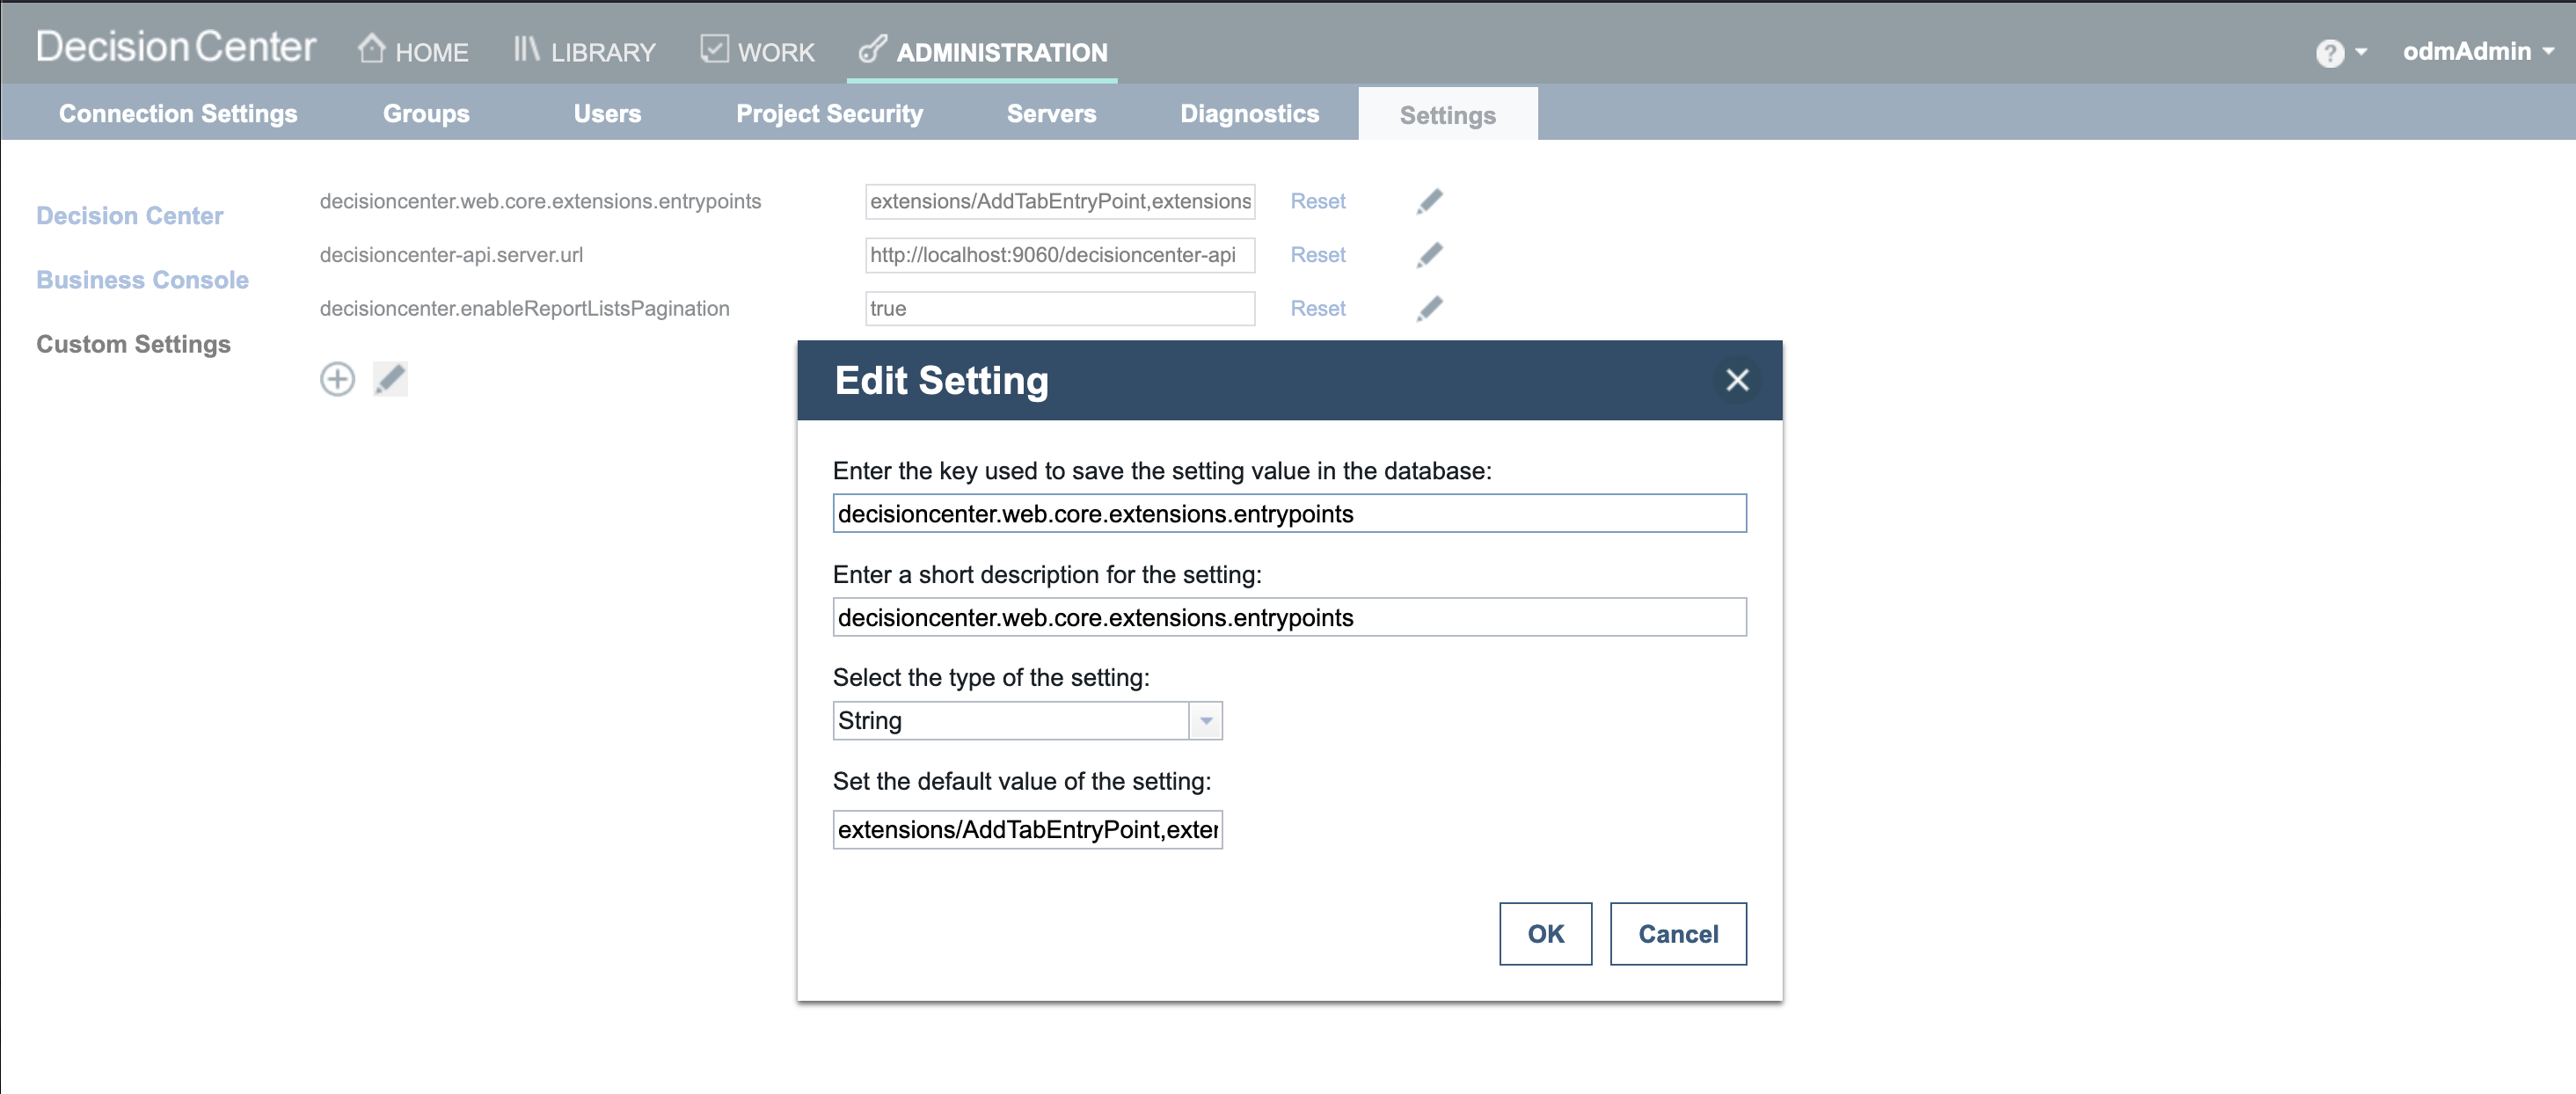 Decision Center HOME LIBRARY WORK ADMINISTRATION ? odmAdmin
Connection Settings Groups Users Project Security Servers Diagnostics Settings
Decision Center
Business Console
Custom Settings
decisioncenter.web.core.extensions.entrypoints extensions/AddTabEntryPoint,extensions Reset
decisioncenter-api.server.url http://localhost:9060/decisioncenter-api Reset
decisioncenter.enableReportListsPagination true Reset
Edit Setting
Enter the key used to save the setting value in the database:
decisioncenter.web.core.extensions.entrypoints
Enter a short description for the setting:
decisioncenter.web.core.extensions.entrypoints
Select the type of the setting:
String
Set the default value of the setting:
extensions/AddTabEntryPoint,exter
OK Cancel